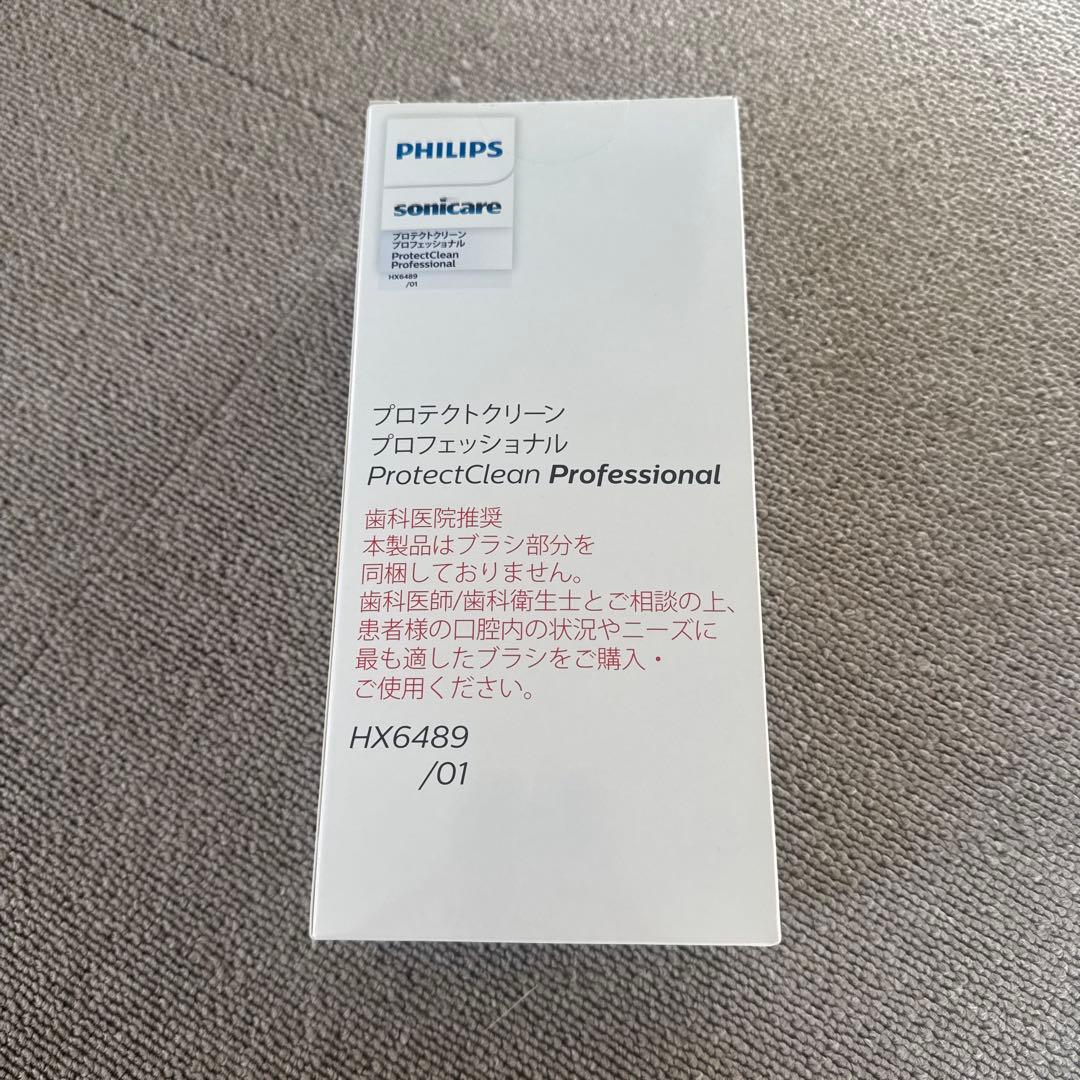 PHILIPS
sonicare
プロテクトクリーン
プロフェッショナル
ProtectClean
Professional
HX6489
/01
プロテクトクリーン
プロフェッショナル
ProtectClean Professional
歯科医院推奨
本製品はブラシ部分を
同梱しておりません。
歯科医師/歯科衛生士とご相談の上、
患者様の口腔内の状況やニーズに
最も適したブラシをご購入・
ご使用ください。
HX6489
/01